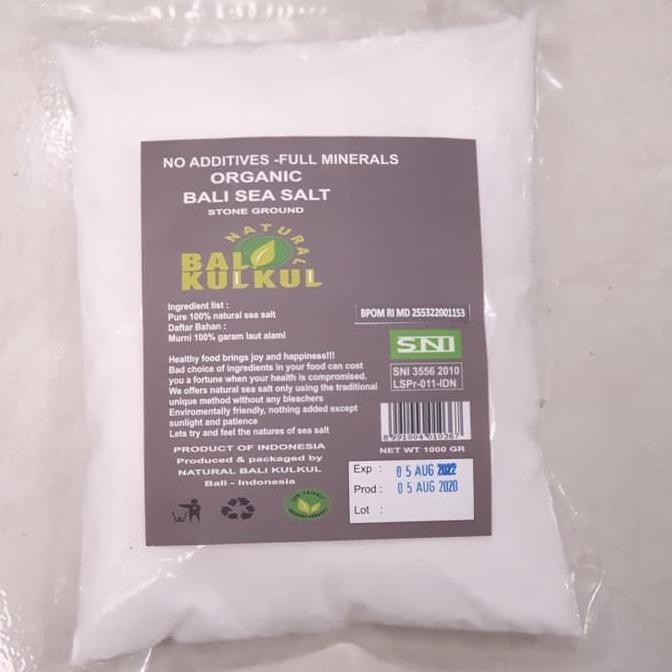 NO ADDITIVES -FULL MINERALS
ORGANIC
BALI SEA SALT
STONE GROUND
NATURAL
BALI
KULKUL
Ingredient list :
Pure 100% natural sea salt
Daftar Bahan :
Murni 100% garam laut alami
BPOM RI MD 255322001153
SNI
SNI 3556 2010
LSPr-011-IDN
Healthy food brings joy and happiness!!!
Bad choice of ingredients in your food can cost
you a fortune when your health is compromised.
We offers natural sea salt only using the traditional
unique method without any bleachers
Enviromentally friendly, nothing added except
sunlight and patience
Lets try and feel the natures of sea salt
PRODUCT OF INDONESIA
Produced & packaged by
NATURAL BALI KULKUL
Bali - Indonesia
NET WT 1000 GR
Exp : 05 AUG 2022
Prod : 05 AUG 2020
Lot :